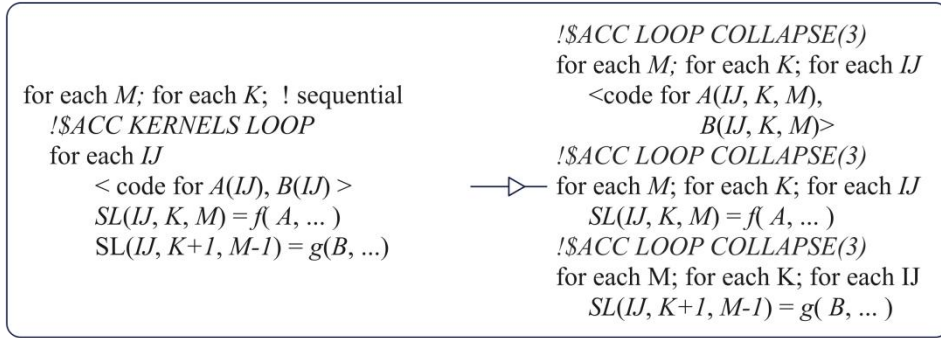 for each M; for each K; ! sequential
!$ACC KERNELS LOOP
for each IJ
< code for A(IJ), B(IJ) >
SL(IJ, K, M) = f( A, ... )
SL(IJ, K+1, M-1) = g(B, ...)
!$ACC LOOP COLLAPSE(3)
for each M; for each K; for each IJ
<code for A(IJ, K, M),
B(IJ, K, M)>
!$ACC LOOP COLLAPSE(3)
for each M; for each K; for each IJ
SL(IJ, K, M) = f( A, ... )
!$ACC LOOP COLLAPSE(3)
for each M; for each K; for each IJ
SL(IJ, K+1, M-1) = g( B, ... )